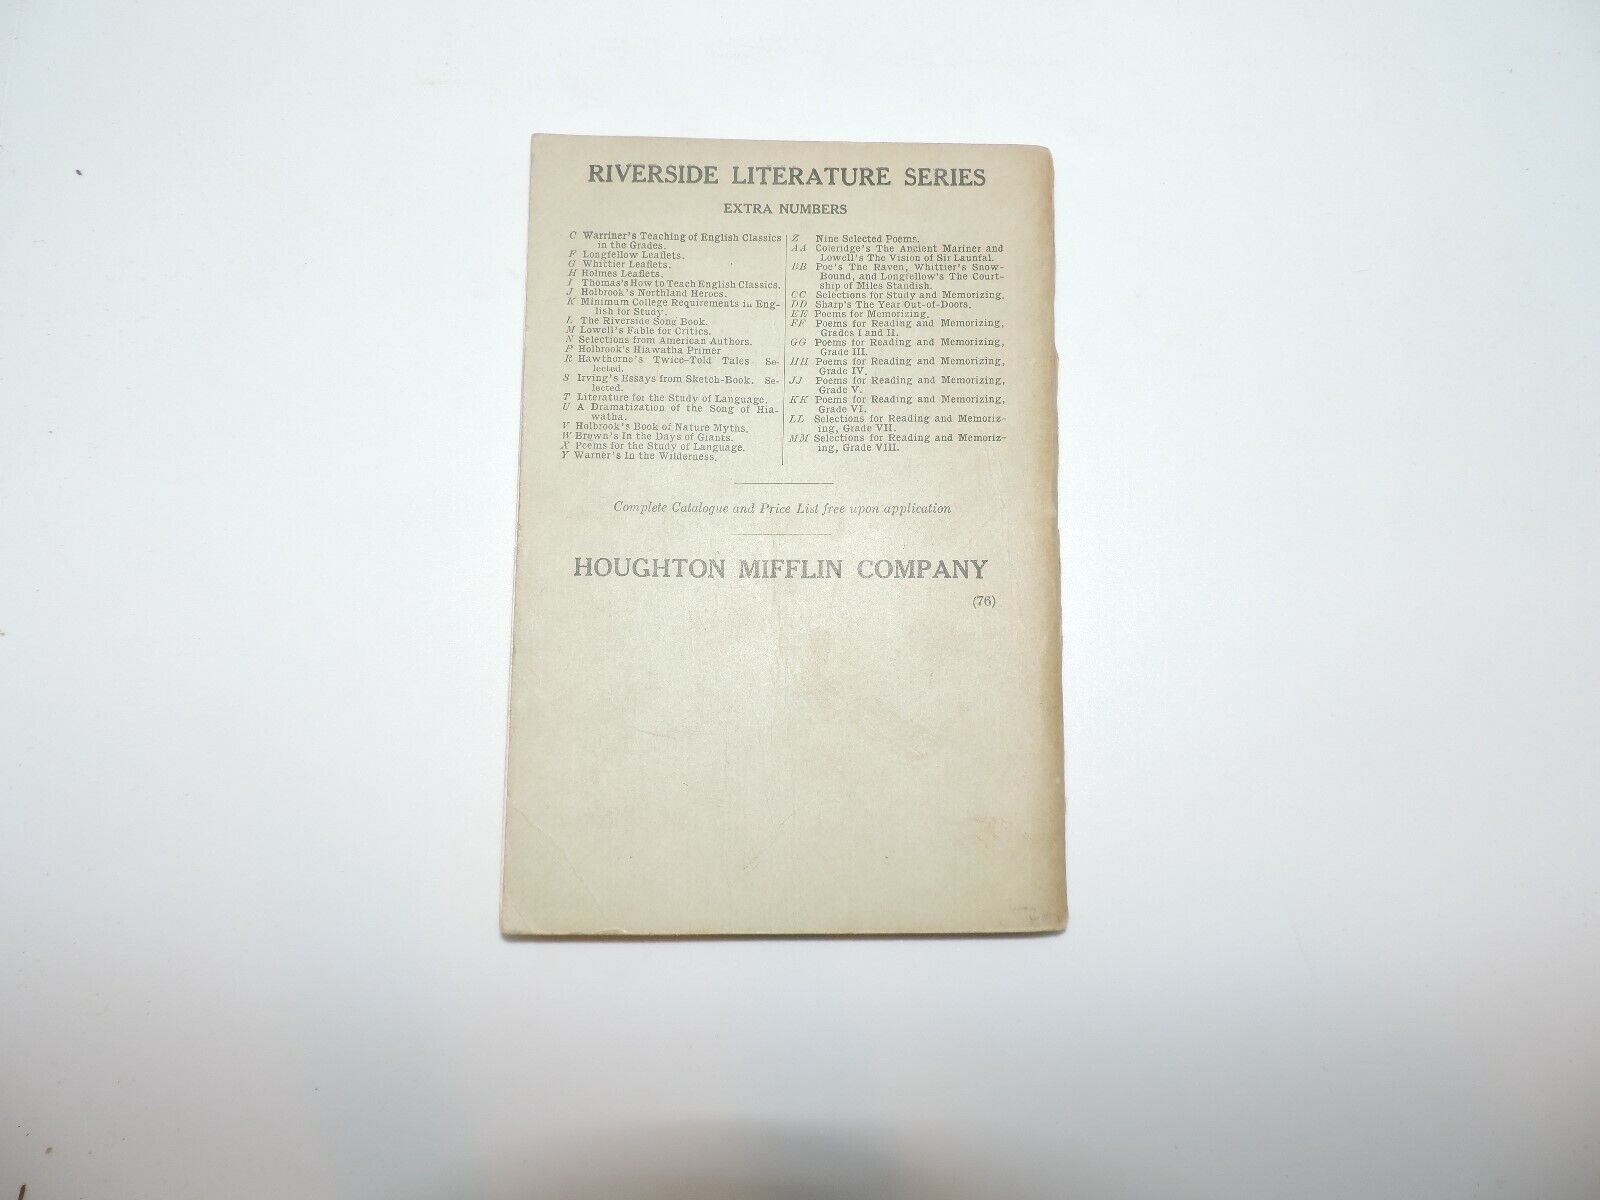 RIVERSIDE LITERATURE SERIES
EXTRA NUMBERS
C Warriner's Teaching of English Classics
in the Grades.
F Longfellow Leaflets.
G Whittier Leaflets.
H Holmes Leaflets.
I Thomas's How to Teach English Classics.
J Holbrook's Northland Heroes.
K Minimum College Requirements in Eng-
lish for Study.
L The Riverside Song Book.
M Lowell's Fable for Critics.
N Selections from American Authors.
P Holbrook's Hiawatha Primer
R Hawthorne's Twice-Told Tales. Se-
lected.
S Irving's Essays from Sketch-Book. Se-
lected.
T Literature for the Study of Language.
U A Dramatization of the Song of Hia-
watha.
V Holbrook's Book of Nature Myths.
W Brown's In the Days of Giants.
X Poems for the Study of Language.
Y Warner's In the Wilderness.
Z Nine Selected Poems.
AA Coleridge's The Ancient Mariner and
Lowell's The Vision of Sir Launfal.
BB Poe's The Raven, Whittier's Snow-
Bound, and Longfellow's The Court-
ship of Miles Standish.
CC Selections for Study and Memorizing.
DD Sharp's The Year Out-of-Doors.
EE Poems for Memorizing.
FF Poems for Reading and Memorizing,
Grades I and II.
GG Poems for Reading and Memorizing,
Grade III.
HH Poems for Reading and Memorizing,
Grade IV.
JJ Poems for Reading and Memorizing,
Grade V.
KK Poems for Reading and Memorizing,
Grade VI.
LL Selections for Reading and Memoriz-
ing, Grade VII.
MM Selections for Reading and Memoriz-
ing, Grade VIII.
Complete Catalogue and Price List free upon application
HOUGHTON MIFFLIN COMPANY
(76)